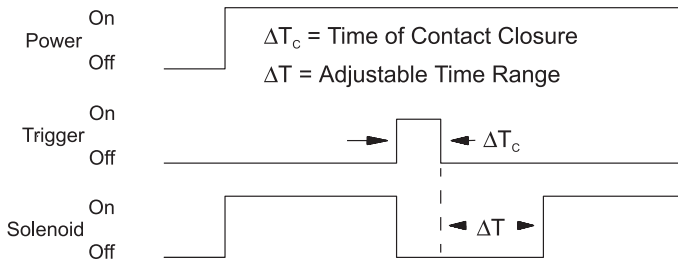 On
Power
Off
ΔTc = Time of Contact Closure
ΔT = Adjustable Time Range
On
Trigger
Off
ΔTc
On
Solenoid
Off
ΔT